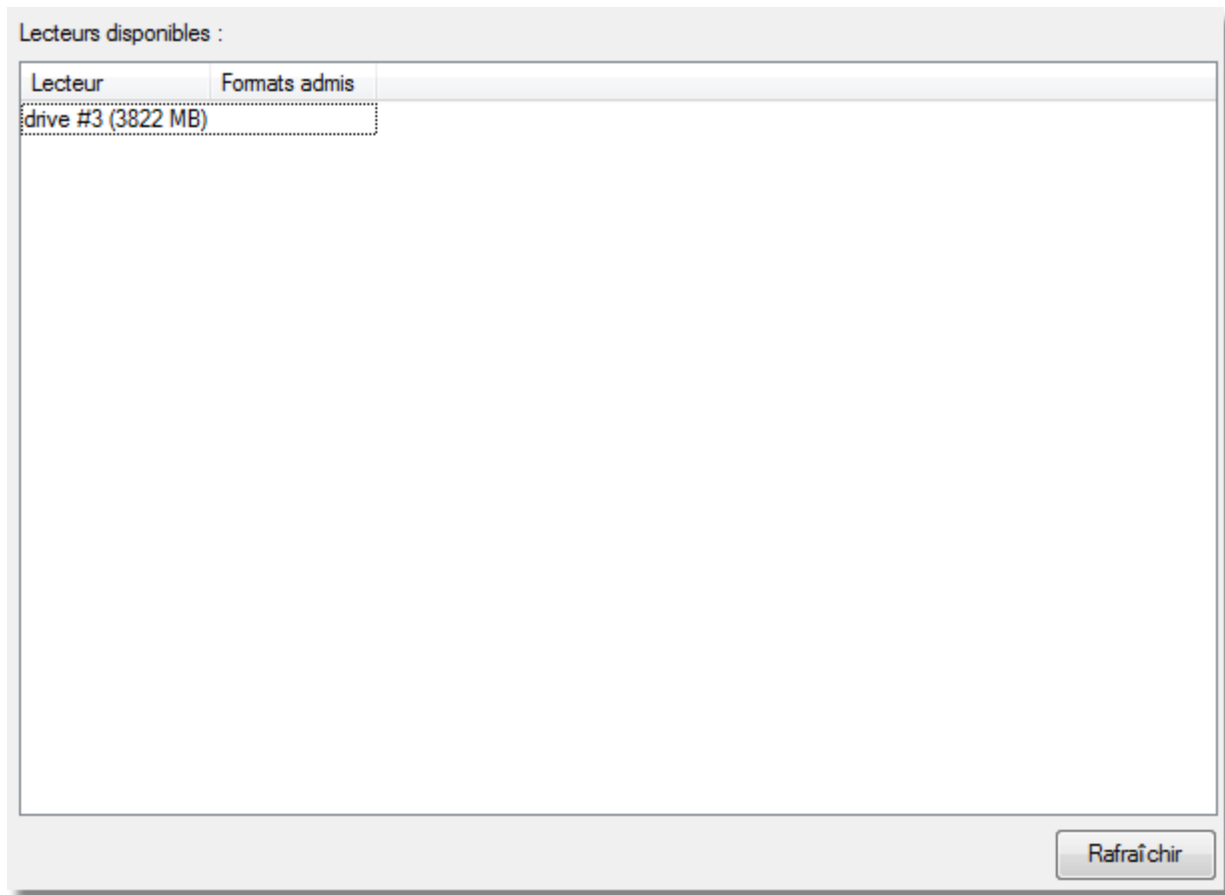 Lecteurs disponibles :
Lecteur Formats admis
drive #3 (3822 MB)
Rafraîchir